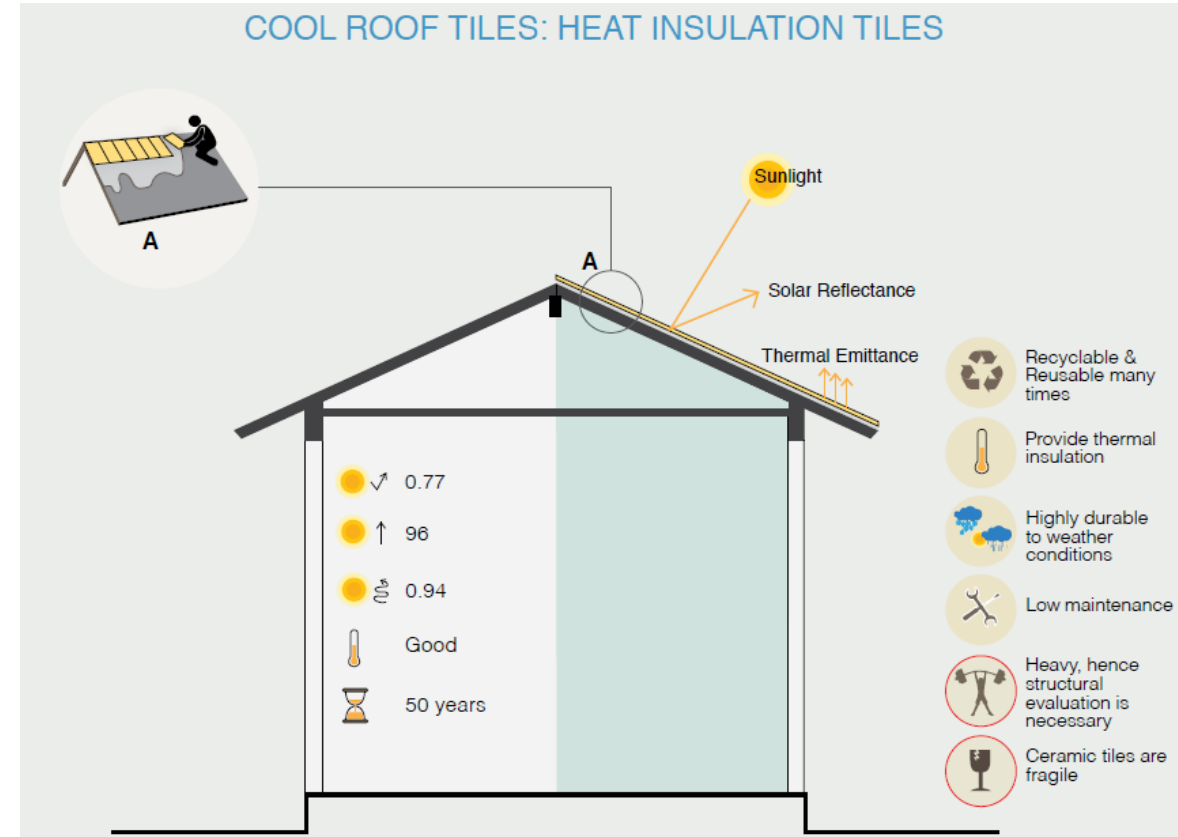 COOL ROOF TILES: HEAT INSULATION TILES
A
Sunlight
A
Solar Reflectance
Thermal Emittance
0.77
96
0.94
Good
50 years
Recyclable &
Reusable many
times
Provide thermal
insulation
Highly durable
to weather
conditions
Low maintenance
Heavy, hence
structural
evaluation is
necessary
Ceramic tiles are
fragile